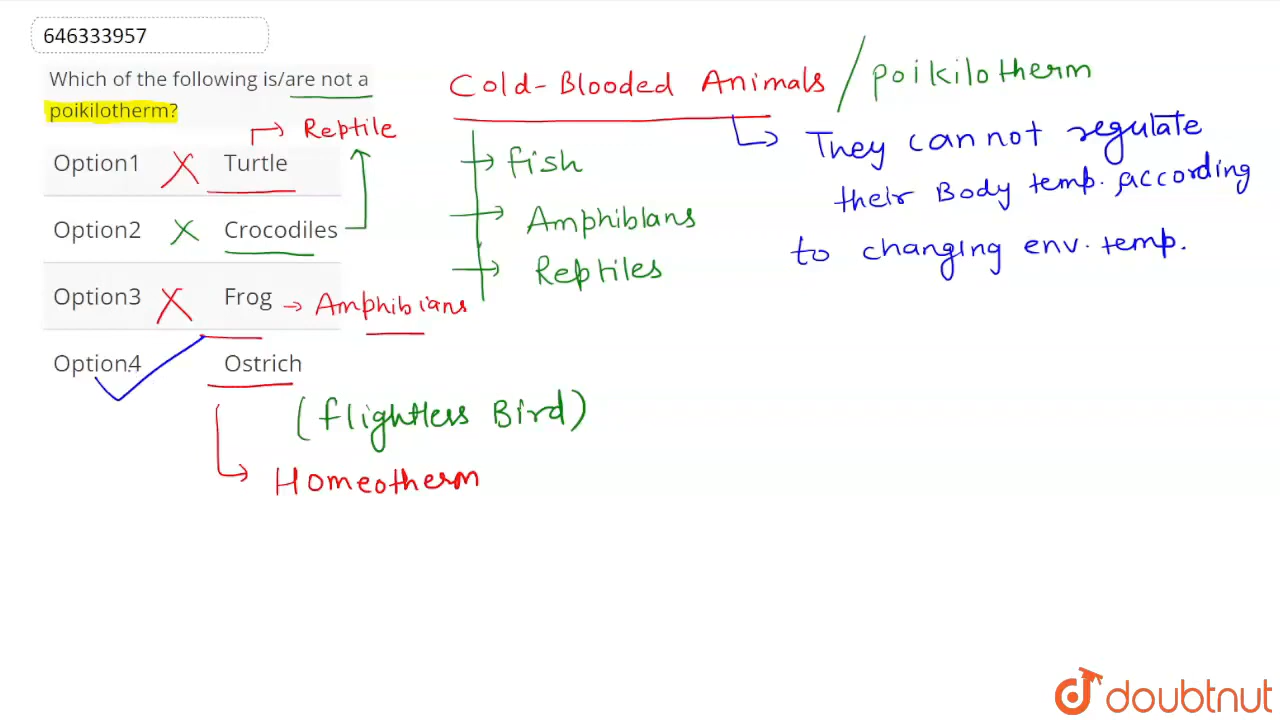 646333957
Which of the following is/are not a
poikilotherm?
Option1 Turtle
Reptile
Option2 Crocodiles
Option3 Frog
Amphibians
Option4 Ostrich
(flightless Bird)
Homeotherm
Cold-Blooded Animals / poikilotherm
fish
Amphibians
Reptiles
They cannot regulate
their Body temp. according
to changing env. temp.
doubtnut